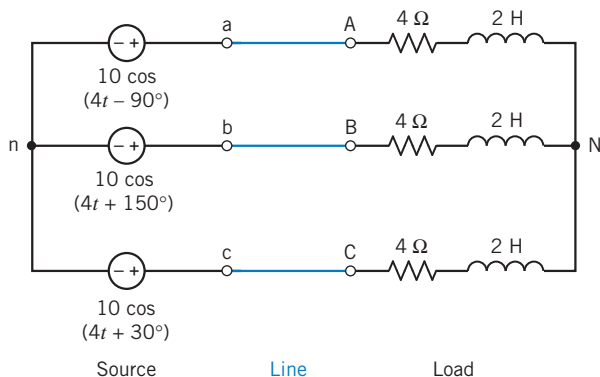 a A 4 Ω 2 H
10 cos
(4t – 90°)
b B 4 Ω 2 H
n N
10 cos
(4t + 150°)
c C 4 Ω 2 H
10 cos
(4t + 30°)
Source Line Load